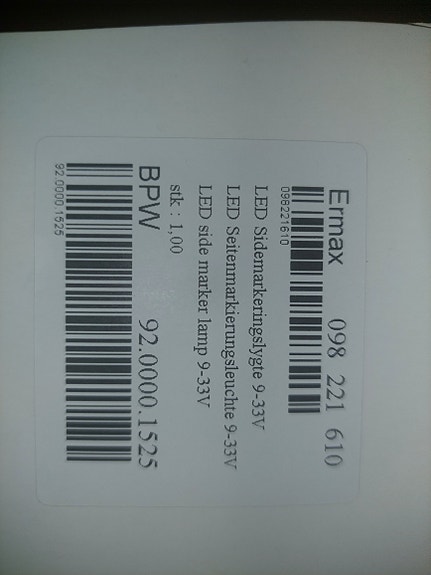 Ermax 098 221 610
098221610
LED Sidemarkeringslygte 9-33V
LED Seitenmarkierungsleuchte 9-33V
LED side marker lamp 9-33V
stk : 1,00
BPW 92.0000.1525
92.0000.1525